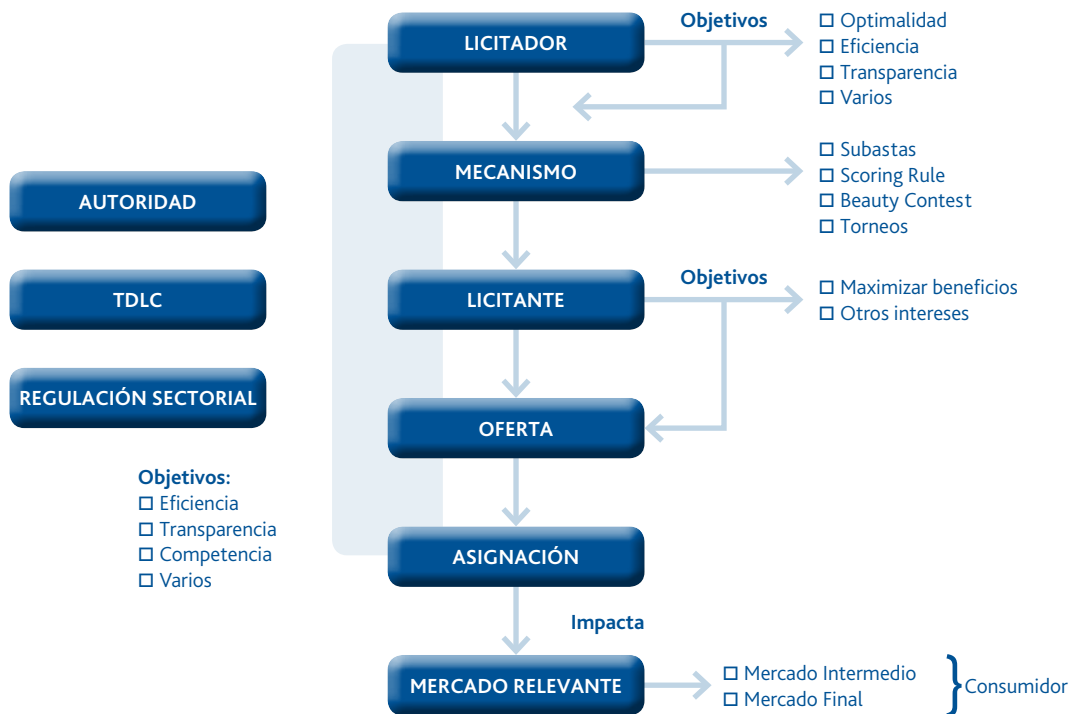 LICITADOR
Objetivos
☐ Optimalidad
☐ Eficiencia
☐ Transparencia
☐ Varios
MECANISMO
☐ Subastas
☐ Scoring Rule
☐ Beauty Contest
☐ Torneos
AUTORIDAD
TDLC
REGULACIÓN SECTORIAL
LICITANTE
Objetivos
☐ Maximizar beneficios
☐ Otros intereses
OFERTA
Objetivos:
☐ Eficiencia
☐ Transparencia
☐ Competencia
☐ Varios
ASIGNACIÓN
Impacta
MERCADO RELEVANTE
☐ Mercado Intermedio
☐ Mercado Final
Consumidor